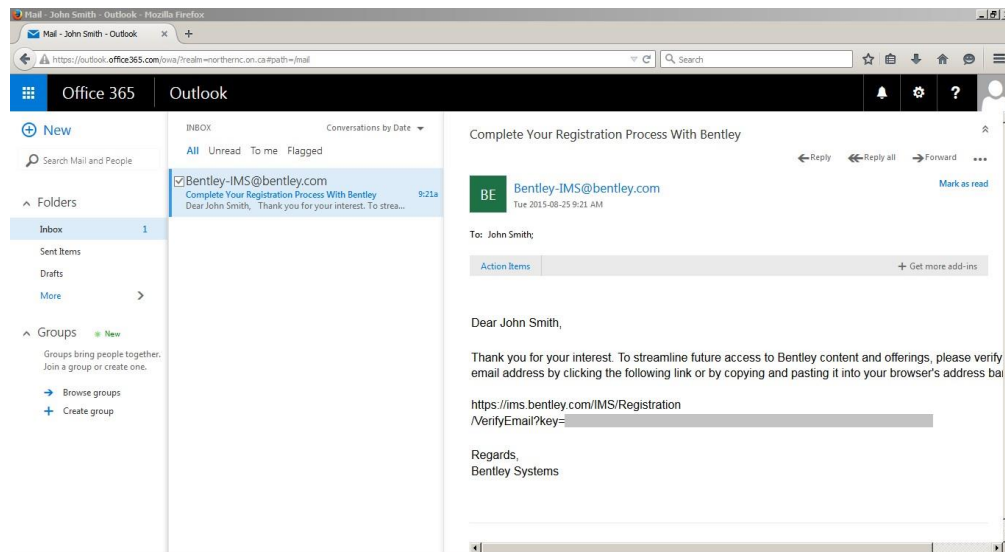 Mail - John Smith - Outlook - Mozilla Firefox
Mail - John Smith - Outlook × +
https://outlook.office365.com/owa/?realm=northernc.on.ca#path=/mail
Search
Office 365 Outlook
?
New
Search Mail and People
Folders
Inbox 1
Sent Items
Drafts
More
Groups New
Groups bring people together.
Join a group or create one.
Browse groups
Create group
INBOX Conversations by Date
All Unread To me Flagged
Bentley-IMS@bentley.com
Complete Your Registration Process With Bentley 9:21a
Dear John Smith, Thank you for your interest. To strea...
Complete Your Registration Process With Bentley
Reply Reply all Forward ...
BE
Bentley-IMS@bentley.com Mark as read
Tue 2015-08-25 9:21 AM
To: John Smith;
Action Items + Get more add-ins
Dear John Smith,
Thank you for your interest. To streamline future access to Bentley content and offerings, please verify
email address by clicking the following link or by copying and pasting it into your browser's address
https://ims.bentley.com/IMS/Registration
/VerifyEmail?key=
Regards,
Bentley Systems